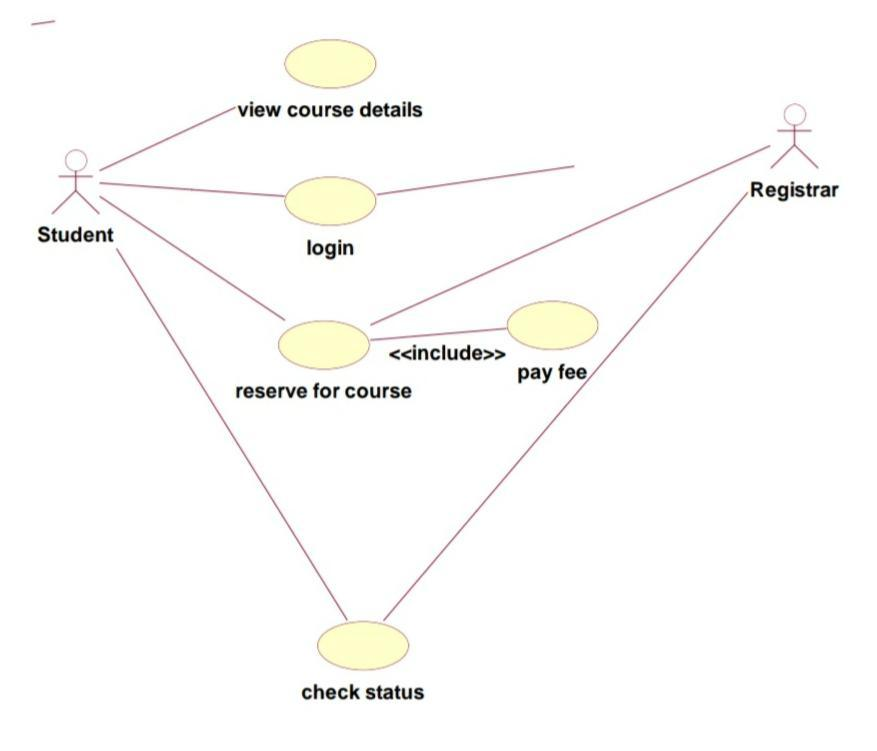 view course details
Registrar
Student
login
<<include>>
pay fee
reserve for course
check status